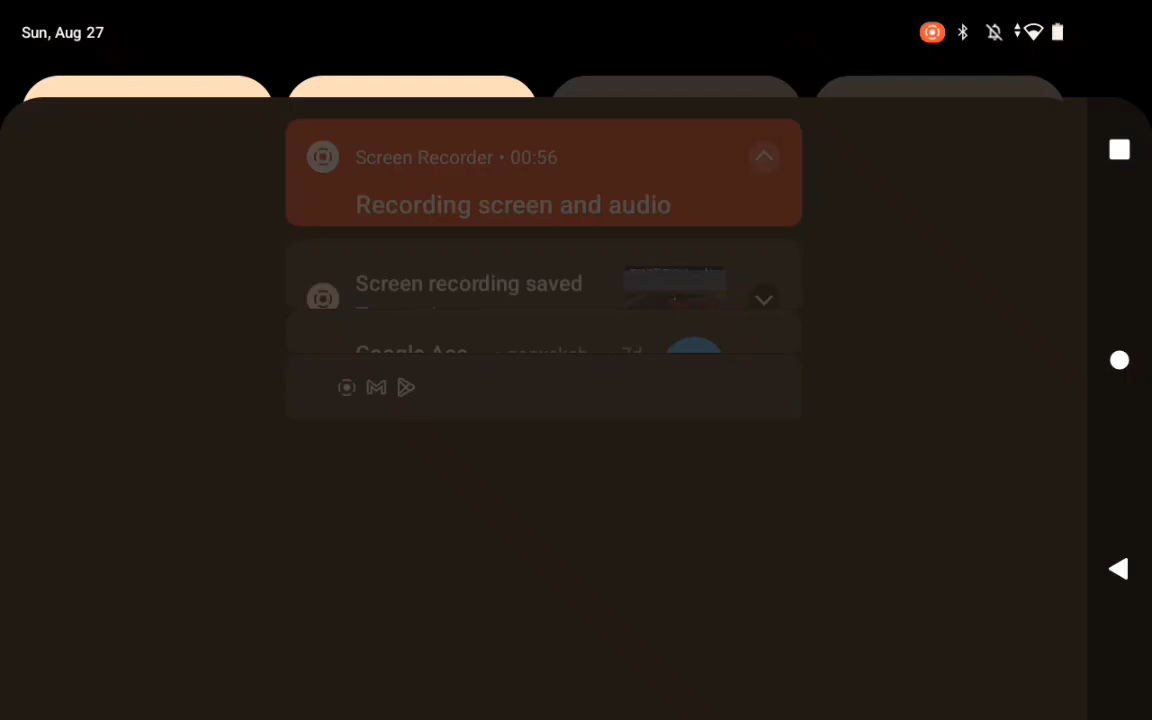 Sun, Aug 27
Screen Recorder • 00:56
Recording screen and audio
Screen recording saved